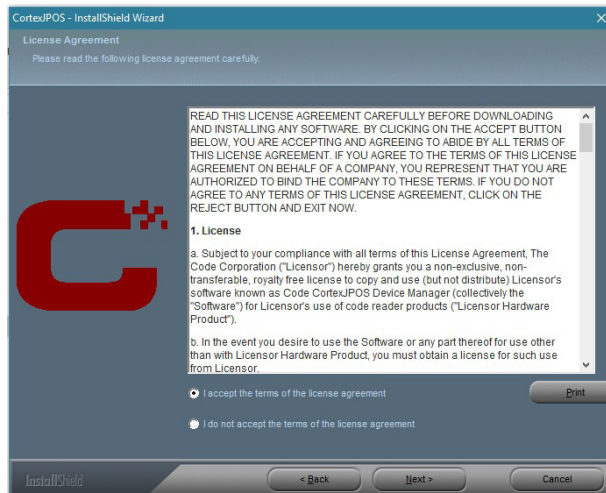 CortexJPOS - InstallShield Wizard
License Agreement
Please read the following license agreement carefully.
READ THIS LICENSE AGREEMENT CAREFULLY BEFORE DOWNLOADING
AND INSTALLING ANY SOFTWARE. BY CLICKING ON THE ACCEPT BUTTON
BELOW, YOU ARE ACCEPTING AND AGREEING TO ABIDE BY ALL TERMS OF
THIS LICENSE AGREEMENT. IF YOU AGREE TO THE TERMS OF THIS LICENSE
AGREEMENT ON BEHALF OF A COMPANY, YOU REPRESENT THAT YOU ARE
AUTHORIZED TO BIND THE COMPANY TO THESE TERMS. IF YOU DO NOT
AGREE TO ANY TERMS OF THIS LICENSE AGREEMENT, CLICK ON THE
REJECT BUTTON AND EXIT NOW.
1. License
a. Subject to your compliance with all terms of this License Agreement, The
Code Corporation ("Licensor") hereby grants you a non-exclusive, non-
transferable, royalty free license to copy and use (but not distribute) Licensor's
software known as Code CortexJPOS Device Manager (collectively the
"Software") for Licensor's use of code reader products ("Licensor Hardware
Product").
b. In the event you desire to use the Software or any part thereof for use other
than with Licensor Hardware Product, you must obtain a license for such use
from Licensor.
I accept the terms of the license agreement
Print
I do not accept the terms of the license agreement
InstallShield
< Back
Next >
Cancel